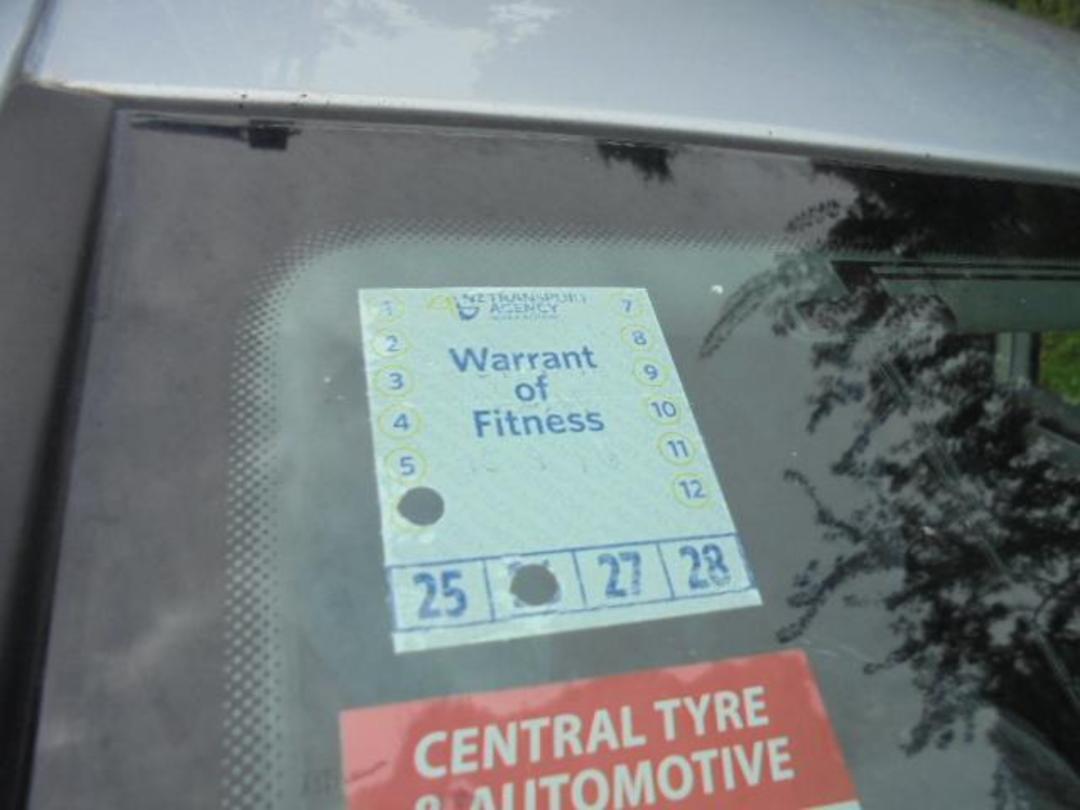 1 NZ TRANSPORT 7
AGENCY
2 8
Warrant
3 9
of
4 10
Fitness
5 11
12
25 27 28
CENTRAL TYRE
& AUTOMOTIVE